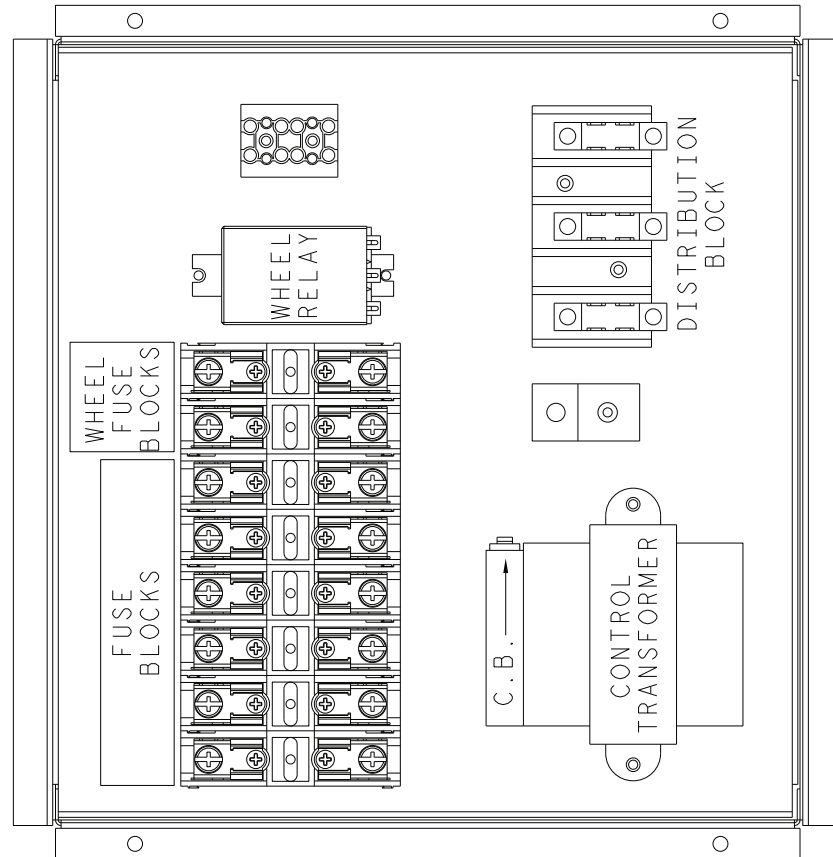 WHEEL
RELAY
DISTRIBUTION
BLOCK
WHEEL
FUSE
BLOCKS
FUSE
BLOCKS
C.B.
CONTROL
TRANSFORMER